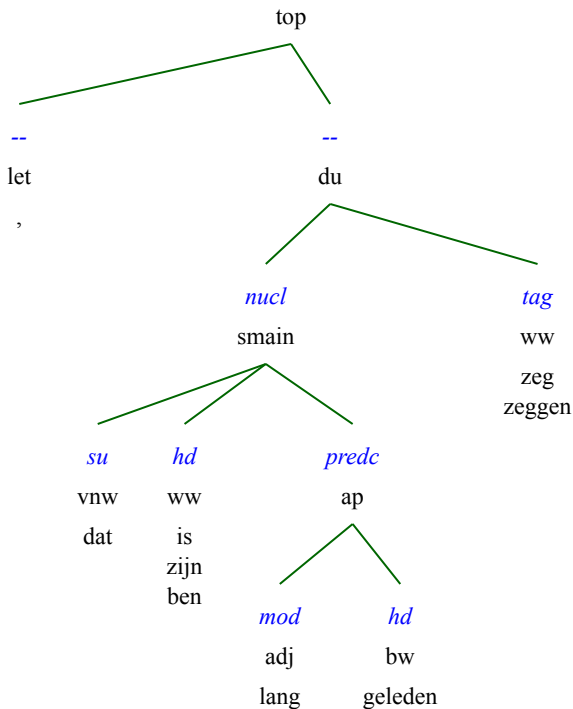 top
-- --
let du
,
nucl tag
smain ww
zeg
zeggen
su hd predc
vnw ww ap
dat is
zijn
ben
mod hd
adj bw
lang geleden